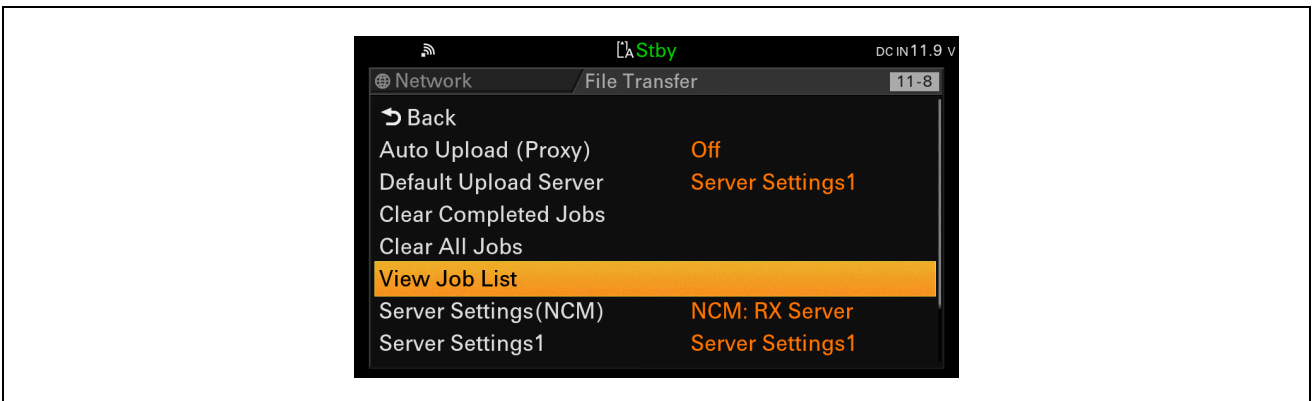 A Stby DC IN 11.9 V
Network File Transfer 11-8
Back
Auto Upload (Proxy) Off
Default Upload Server Server Settings1
Clear Completed Jobs
Clear All Jobs
View Job List
Server Settings(NCM) NCM: RX Server
Server Settings1 Server Settings1